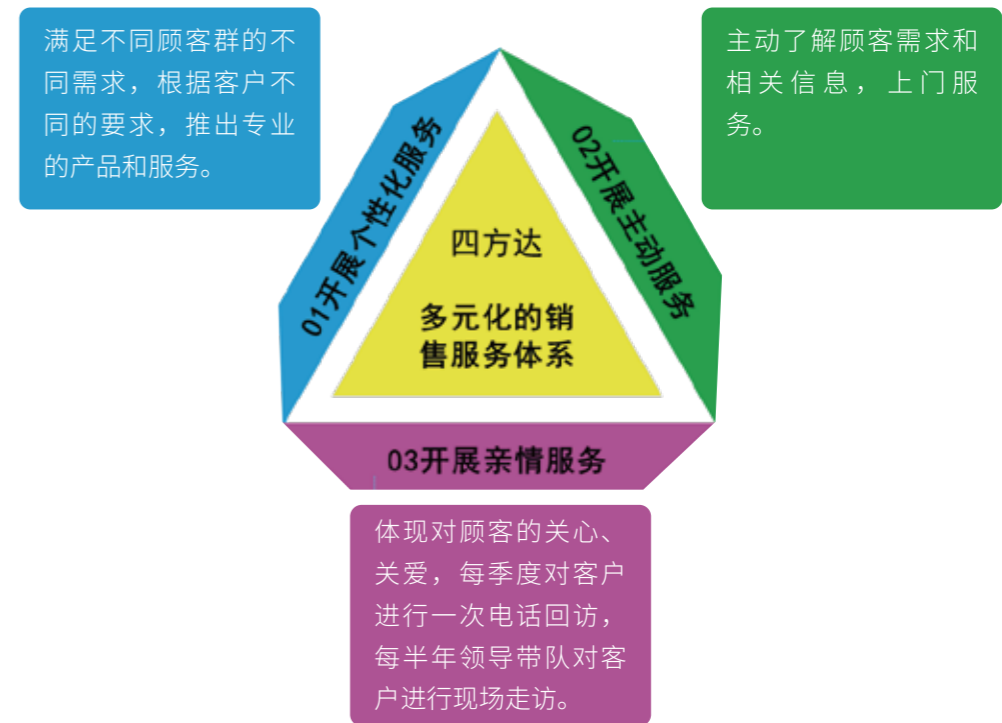 满足不同顾客群的不
同需求，根据客户不
同的要求，推出专业
的产品和服务。
主动了解顾客需求和
相关信息，上门服
务。
01开展个性化服务
02开展主动服务
四方达
多元化的销
售服务体系
03开展亲情服务
体现对顾客的关心、
关爱，每季度对客户
进行一次电话回访，
每半年领导带队对客
户进行现场走访。